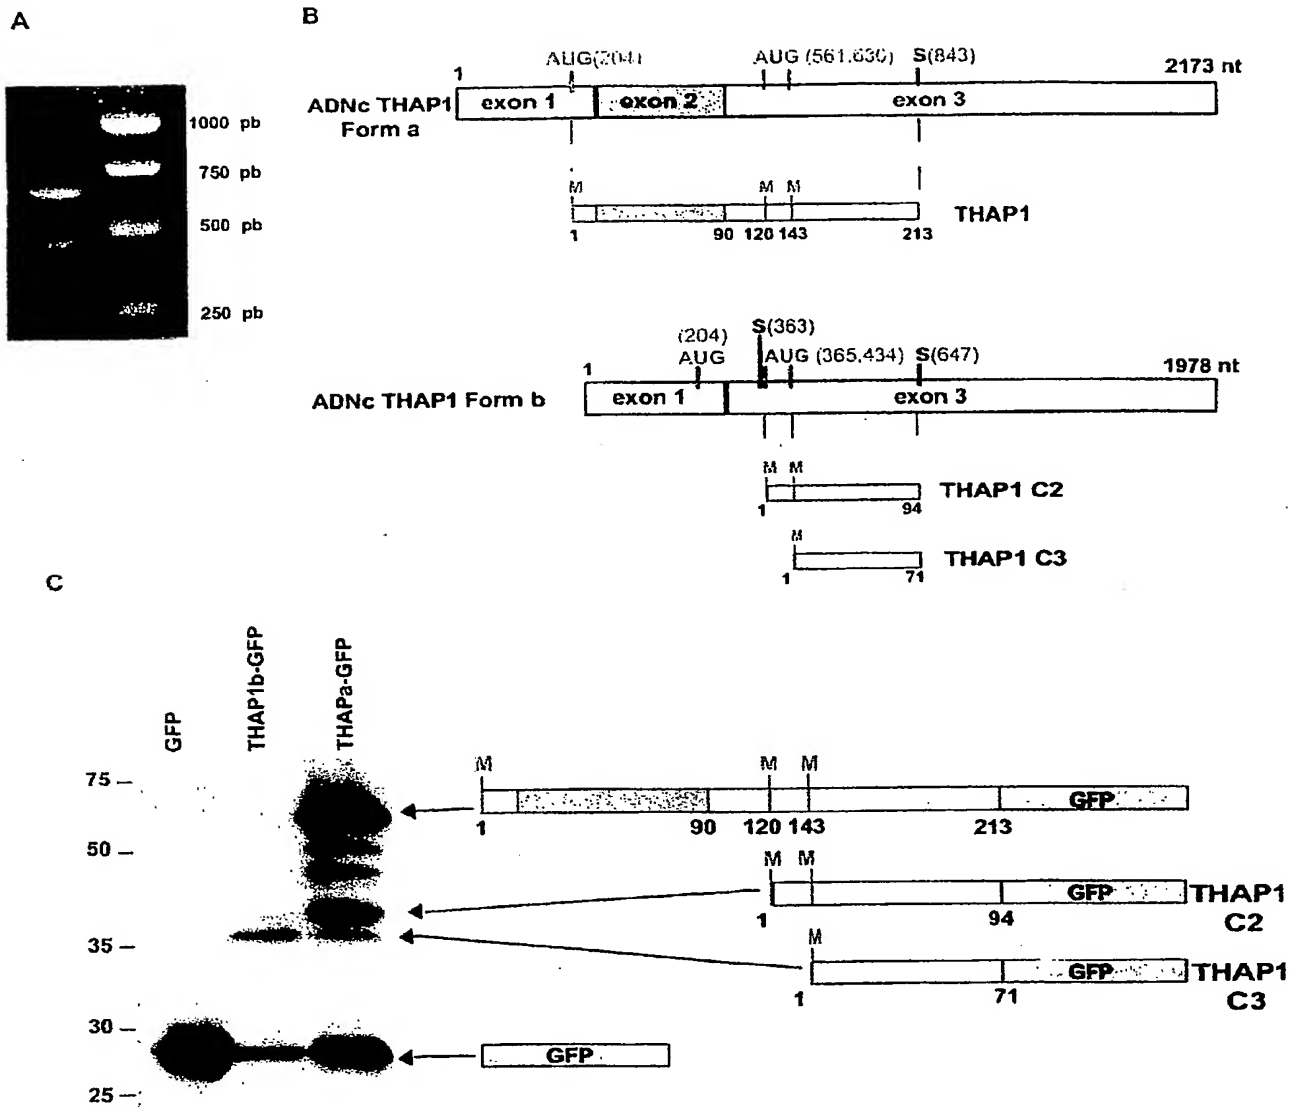 A
1000 pb
750 pb
500 pb
250 pb
B
AUG(204) AUG (561,630) S(843)
1 2173 nt
ADNc THAP1 exon 1 exon 2 exon 3
Form a
M M M
THAP1
1 90 120 143 213
(204) S(363)
AUG AUG (365,434) S(647)
1 1978 nt
ADNc THAP1 Form b exon 1 exon 3
M M
THAP1 C2
1 94
M
THAP1 C3
1 71
C
GFP
THAP1b-GFP
THAPa-GFP
75
50
35
30
25
M M M
GFP
1 90 120 143 213
M M
GFP THAP1
1 94 C2
M
GFP THAP1
1 71 C3
GFP